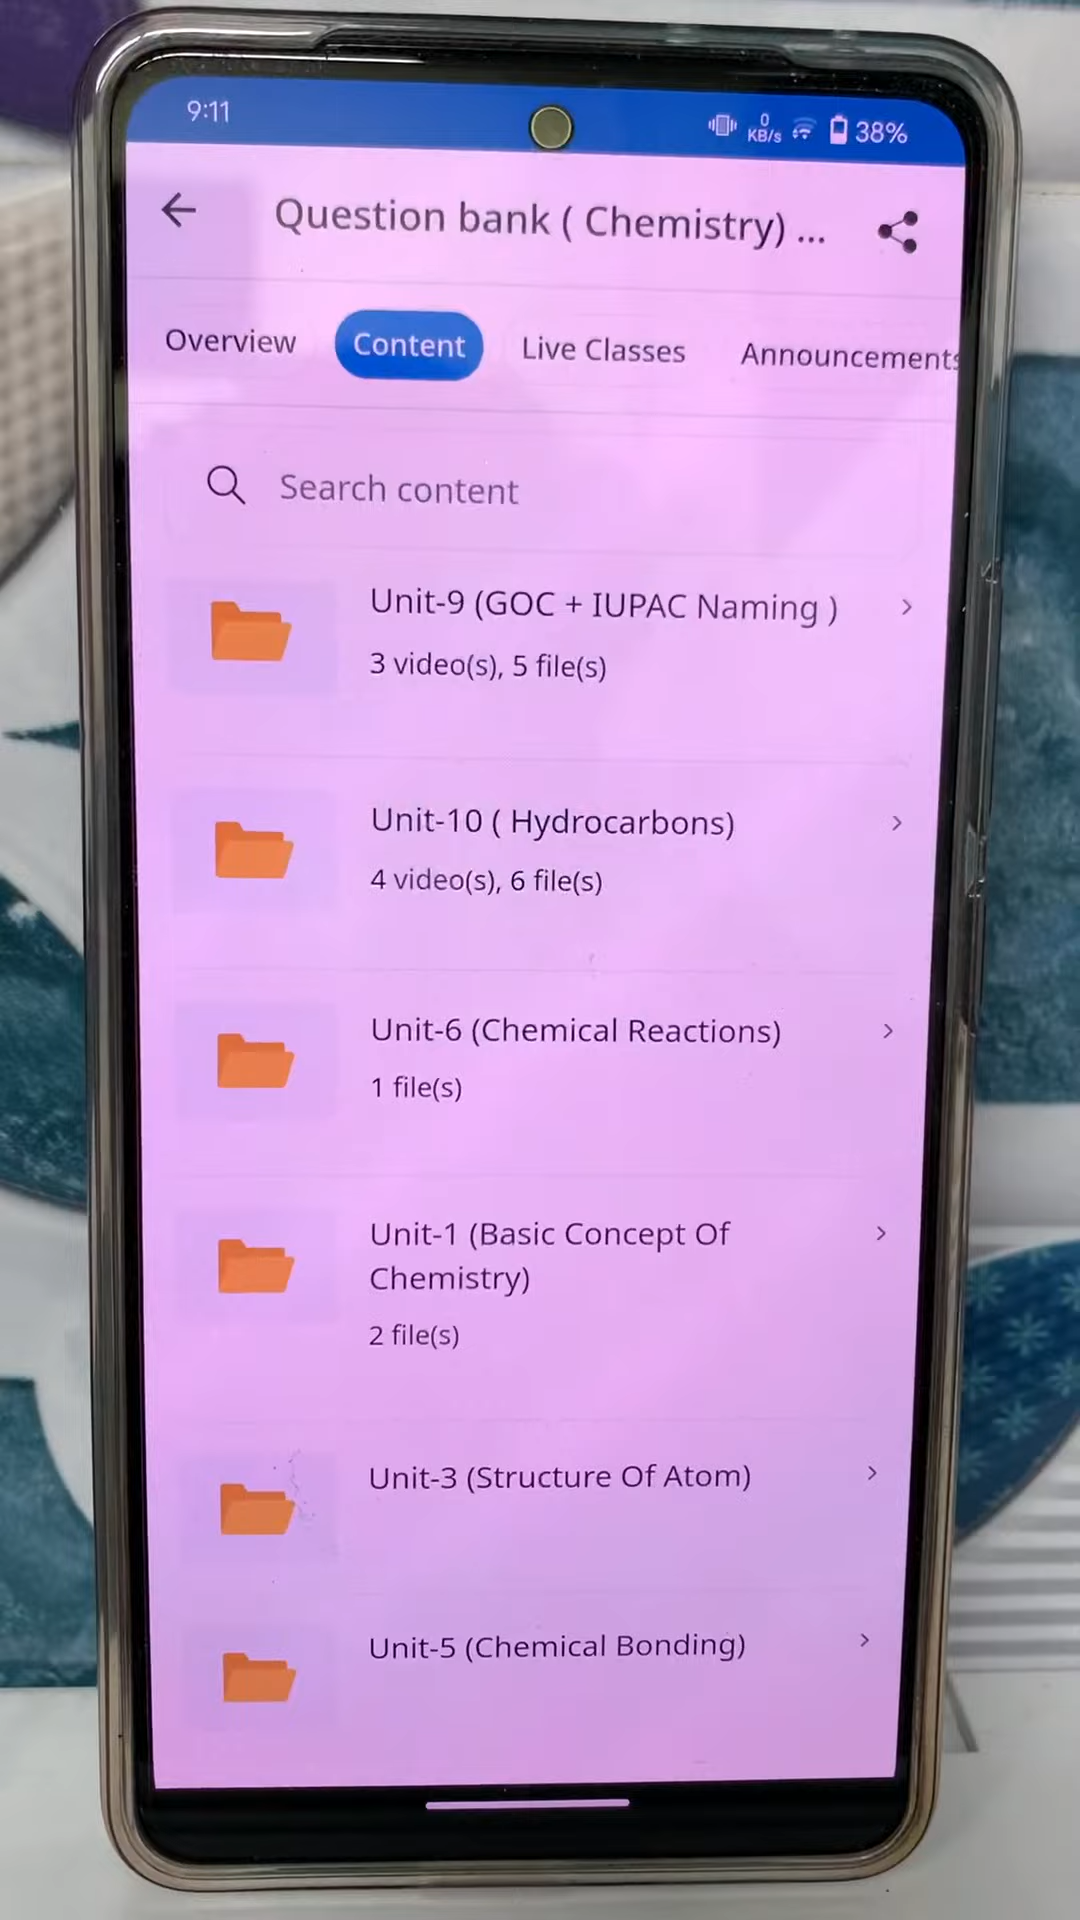 9:11
0
KB/s
38%
Question bank ( Chemistry) ...
Overview
Content
Live Classes
Announcements
Search content
Unit-9 (GOC + IUPAC Naming )
3 video(s), 5 file(s)
Unit-10 ( Hydrocarbons)
4 video(s), 6 file(s)
Unit-6 (Chemical Reactions)
1 file(s)
Unit-1 (Basic Concept Of
Chemistry)
2 file(s)
Unit-3 (Structure Of Atom)
Unit-5 (Chemical Bonding)